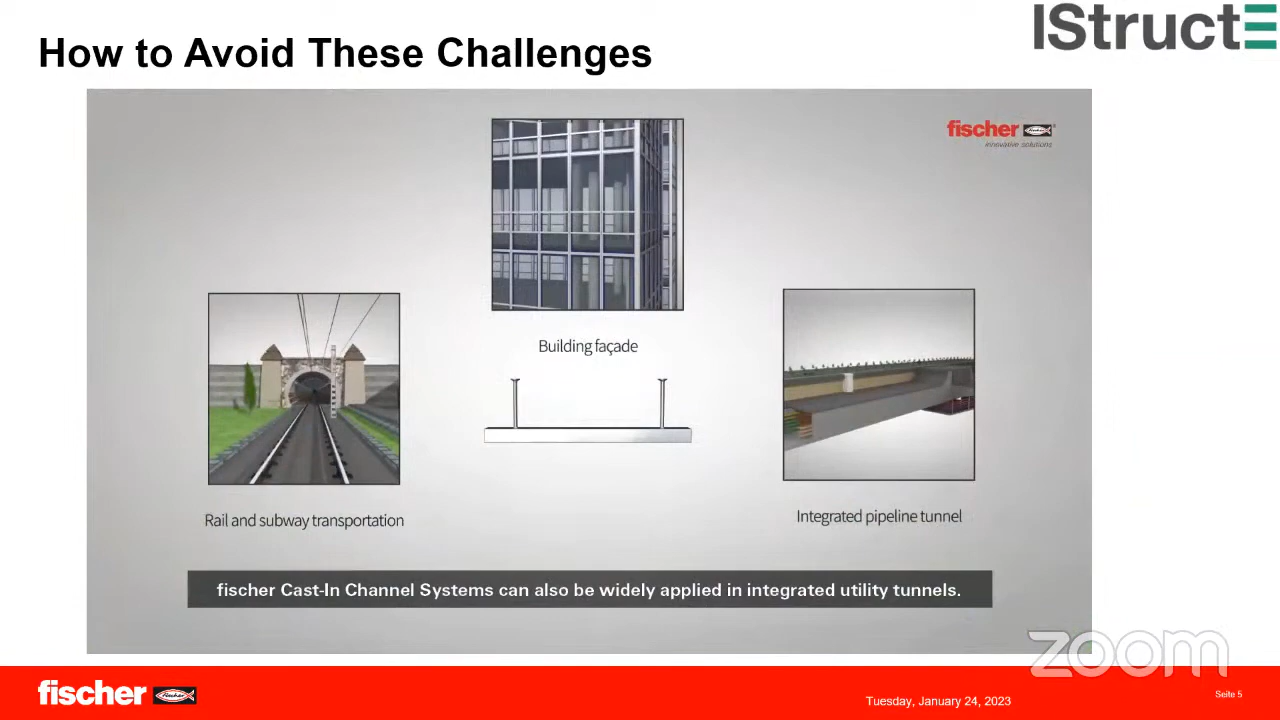 How to Avoid These Challenges
IStructE
fischer
innovative solutions
Building façade
Rail and subway transportation
Integrated pipeline tunnel
fischer Cast-In Channel Systems can also be widely applied in integrated utility tunnels.
zoom
fischer
Tuesday, January 24, 2023
Seite 5